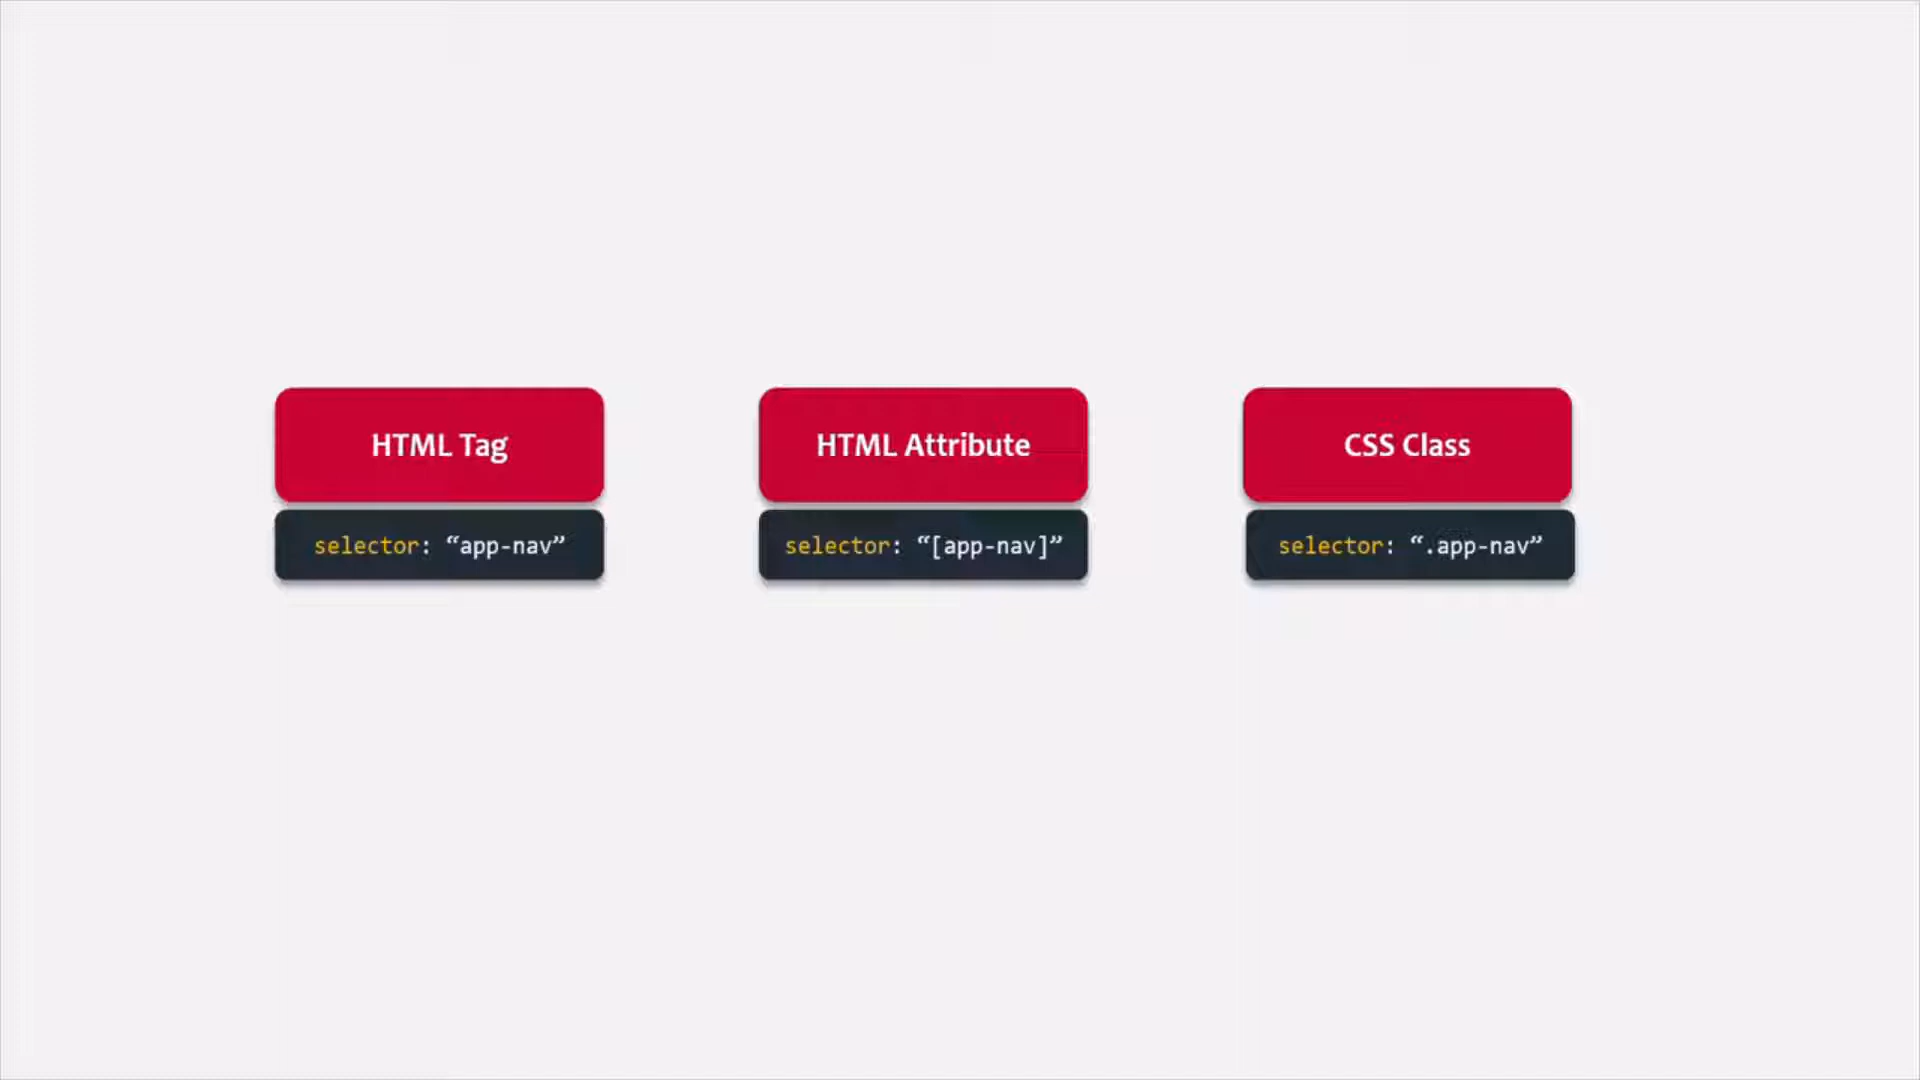 HTML Tag
selector: “app-nav”
HTML Attribute
selector: “[app-nav]”
CSS Class
selector: “.app-nav”